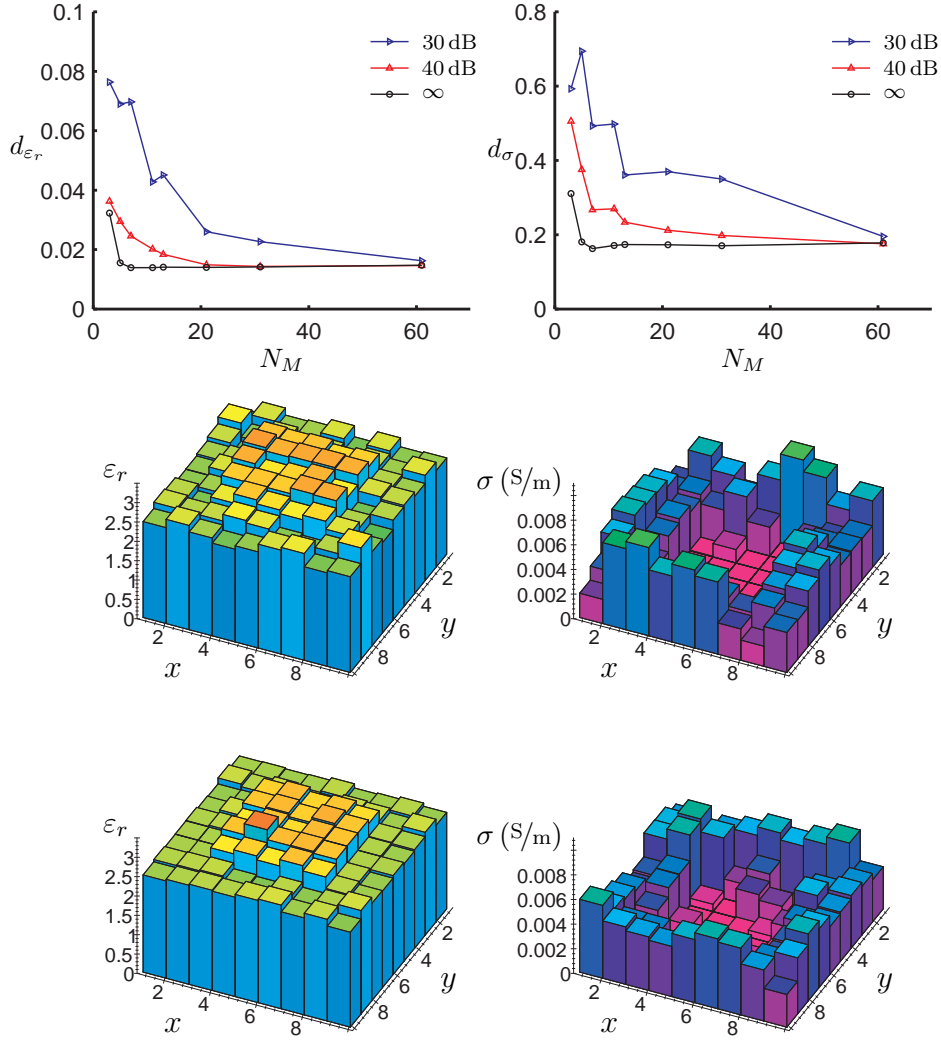 0.1
0.08
0.06
0.04
0.02
0
0 20 40 60
d_{ε_r}
N_M
30 dB
40 dB
∞
0.8
0.6
0.4
0.2
0
0 20 40 60
d_σ
N_M
30 dB
40 dB
∞
ε_r
3
2.5
2
1.5
1
0.5
0
2 4 6 8
x
2
4
6
8
y
σ (S/m)
0.008
0.006
0.004
0.002
0
2 4 6 8
x
2
4
6
8
y
ε_r
3
2.5
2
1.5
1
0.5
0
2 4 6 8
x
2
4
6
8
y
σ (S/m)
0.008
0.006
0.004
0.002
0
2 4 6 8
x
2
4
6
8
y